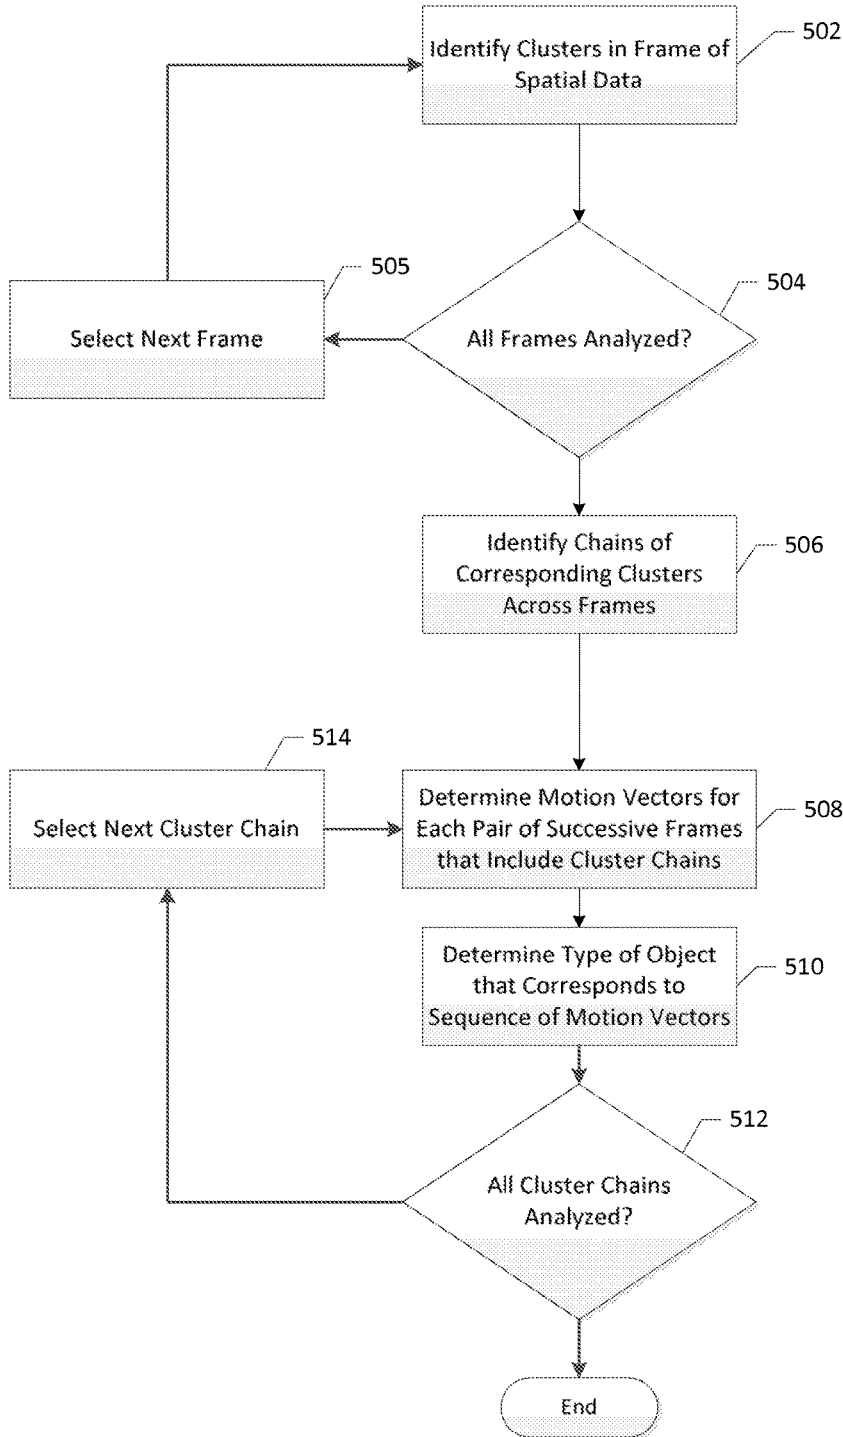 502
Identify Clusters in Frame of
Spatial Data
505
504
Select Next Frame
All Frames Analyzed?
506
Identify Chains of
Corresponding Clusters
Across Frames
514
508
Select Next Cluster Chain
Determine Motion Vectors for
Each Pair of Successive Frames
that Include Cluster Chains
510
Determine Type of Object
that Corresponds to
Sequence of Motion Vectors
512
All Cluster Chains
Analyzed?
End